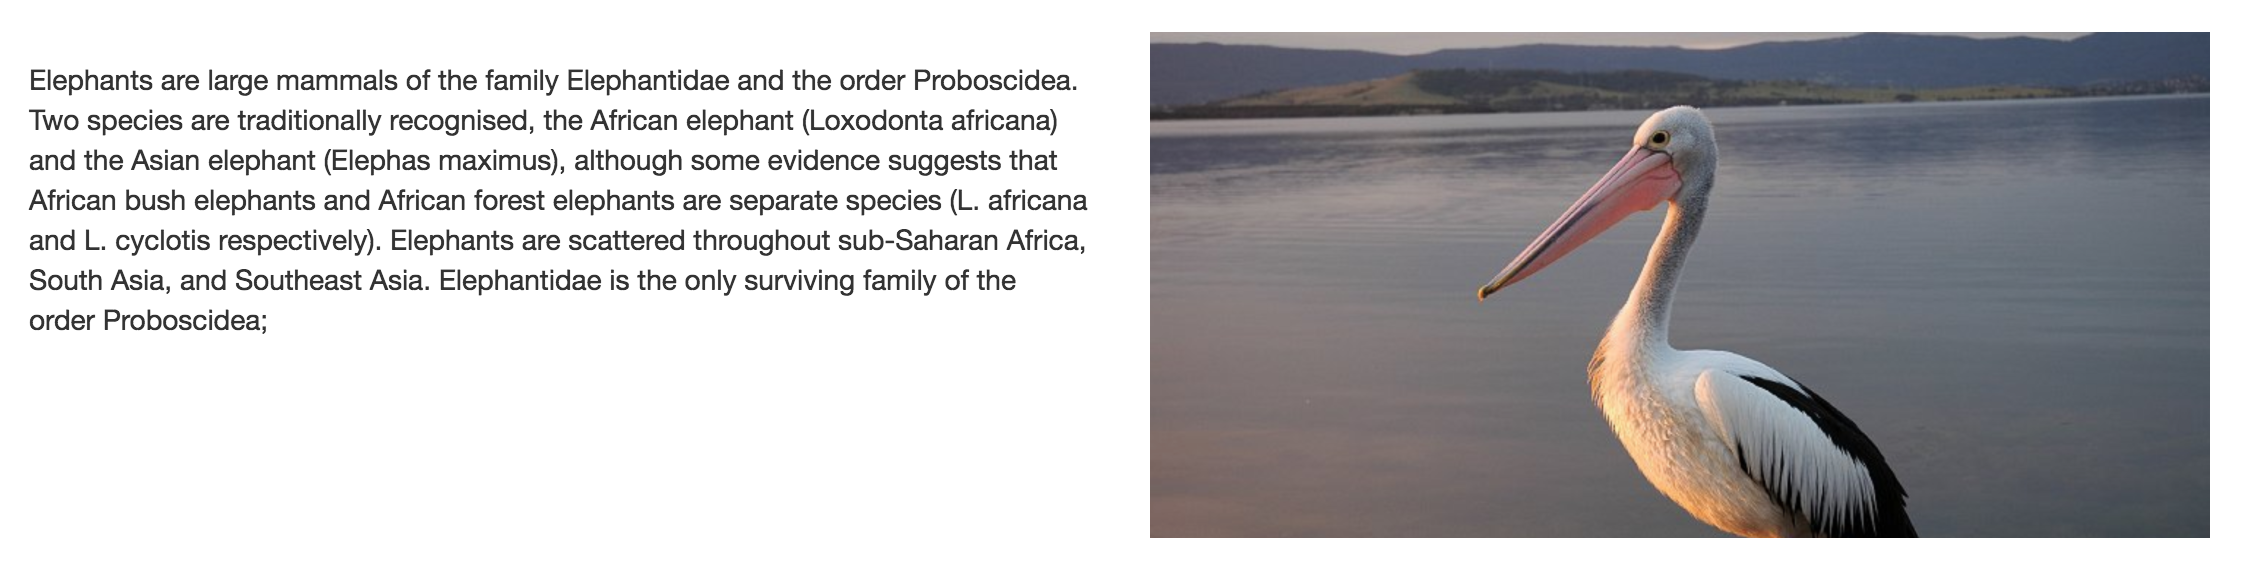 Elephants are large mammals of the family Elephantidae and the order Proboscidea.
Two species are traditionally recognised, the African elephant (Loxodonta africana)
and the Asian elephant (Elephas maximus), although some evidence suggests that
African bush elephants and African forest elephants are separate species (L. africana
and L. cyclotis respectively). Elephants are scattered throughout sub-Saharan Africa,
South Asia, and Southeast Asia. Elephantidae is the only surviving family of the
order Proboscidea;